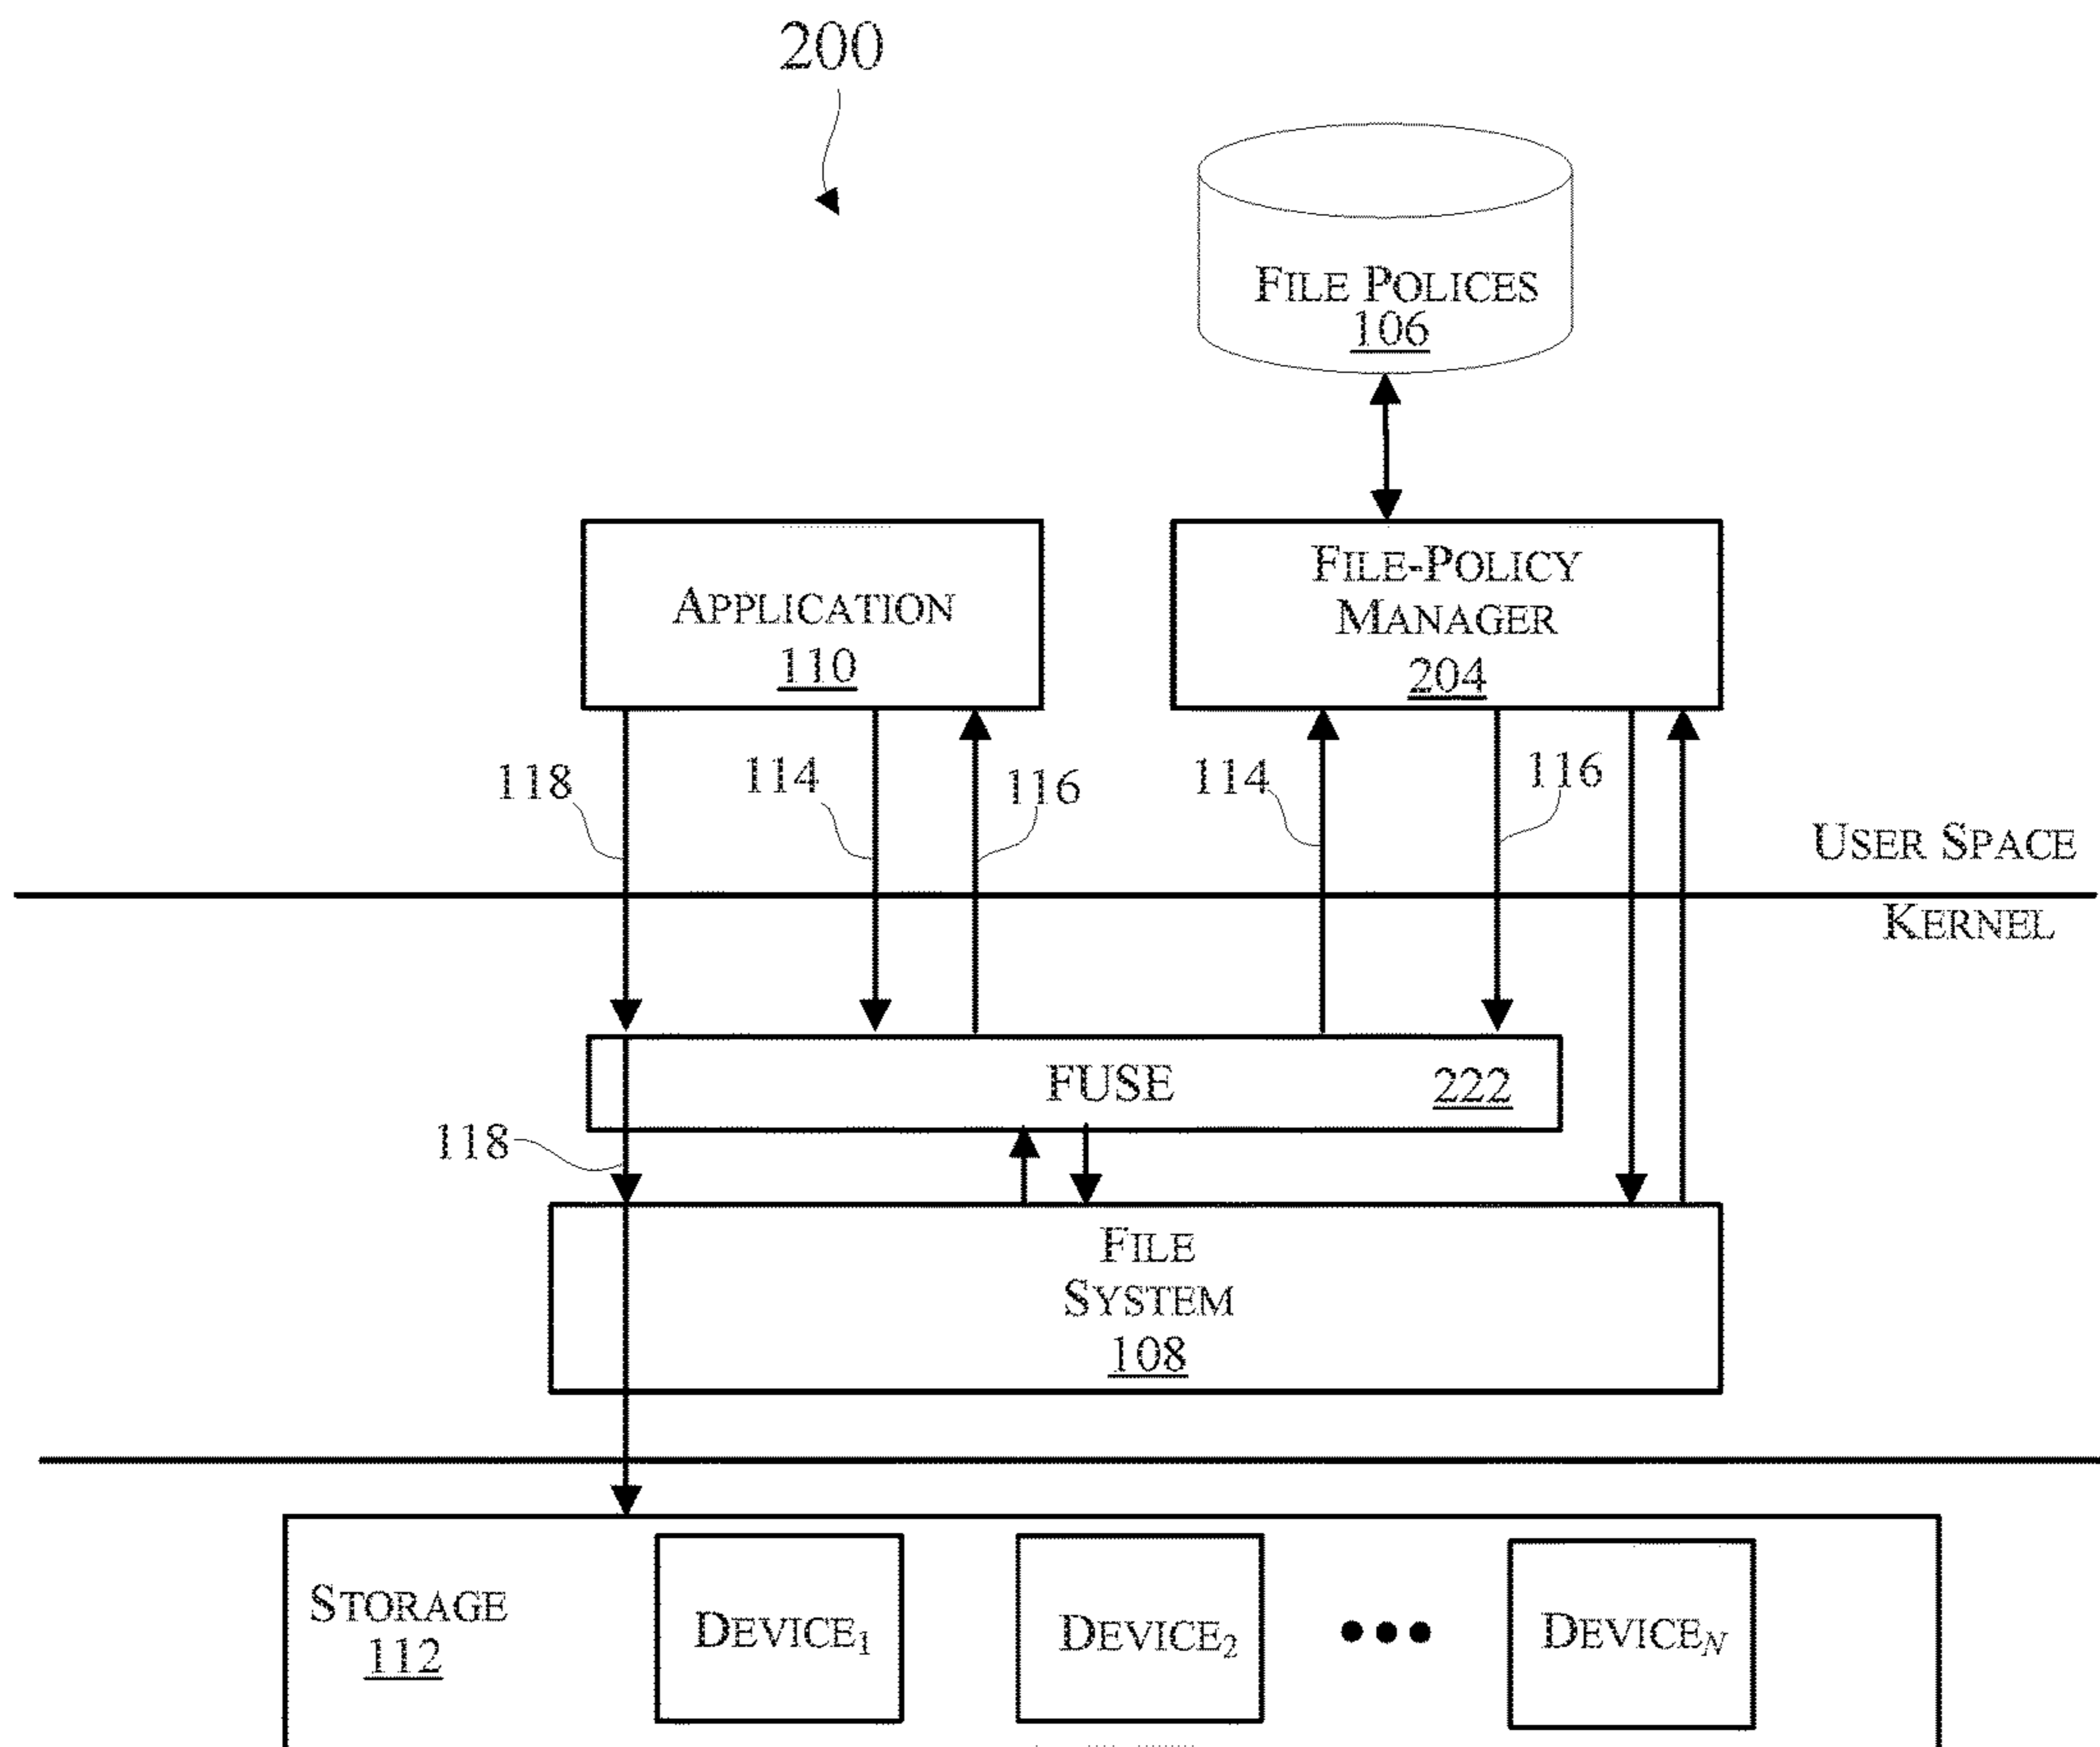 200
FILE POLICES
106
APPLICATION
110
FILE-POLICY
MANAGER
204
118
114
116
114
116
USER SPACE
KERNEL
FUSE 222
118
FILE
SYSTEM
108
STORAGE
112
DEVICE1
DEVICE2
DEVICEN